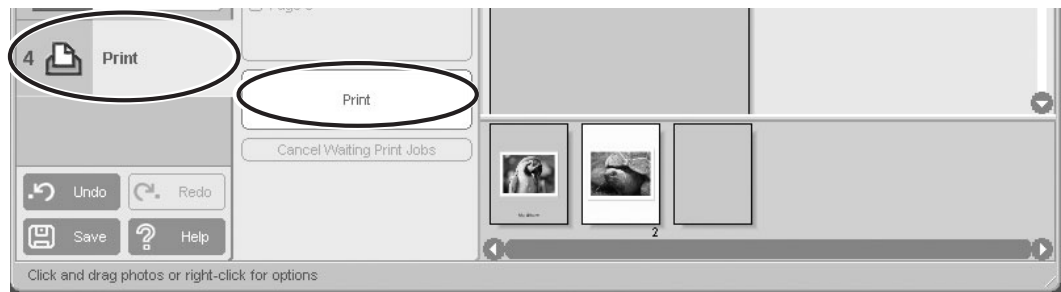 4 Print
Print
Cancel Waiting Print Jobs
Undo
Redo
Save
Help
2
Click and drag photos or right-click for options